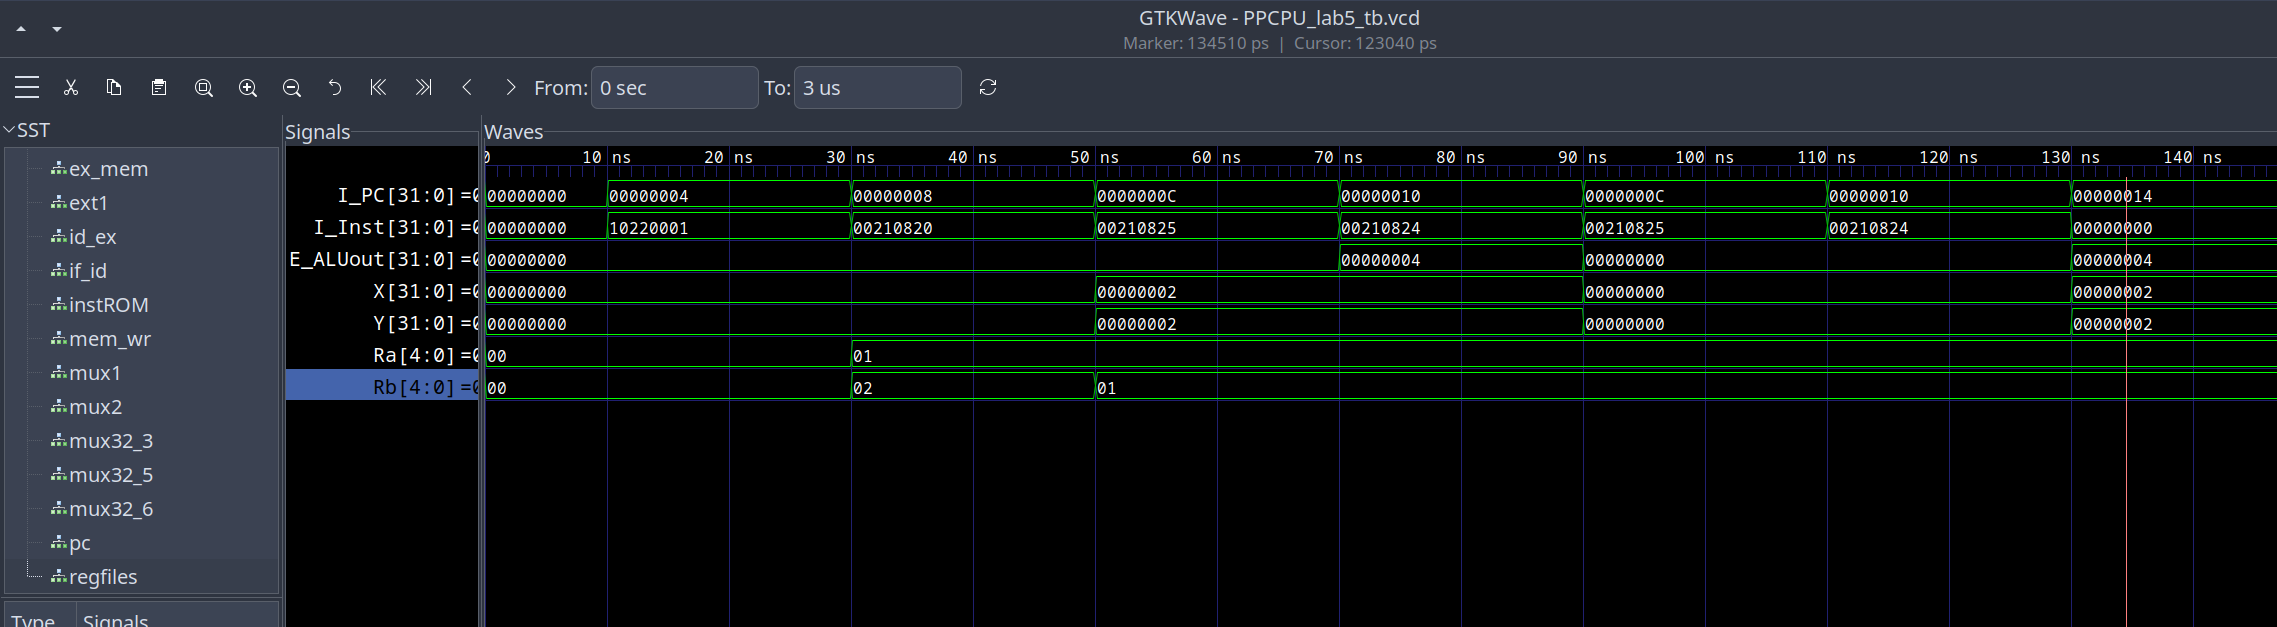 GTKWave - PPCPU_lab5_tb.vcd
Marker: 134510 ps | Cursor: 123040 ps
From: 0 sec To: 3 us
SST
ex_mem
ext1
id_ex
if_id
instROM
mem_wr
mux1
mux2
mux32_3
mux32_5
mux32_6
pc
regfiles
Type Signals
Signals
I_PC[31:0] =0
I_Inst[31:0] =0
E_ALUout[31:0] =0
X[31:0] =0
Y[31:0] =0
Ra[4:0] =0
Rb[4:0] =0
Waves
0 10 ns 20 ns 30 ns 40 ns 50 ns 60 ns 70 ns 80 ns 90 ns 100 ns 110 ns 120 ns 130 ns 140 ns
00000000 00000004 00000008 0000000C 00000010 0000000C 00000010 00000014
00000000 10220001 00210820 00210825 00210824 00210825 00210824 00000000
00000000 00000004 00000000 00000004
00000000 00000002 00000000 00000002
00000000 00000002 00000000 00000002
00 01
00 02 01